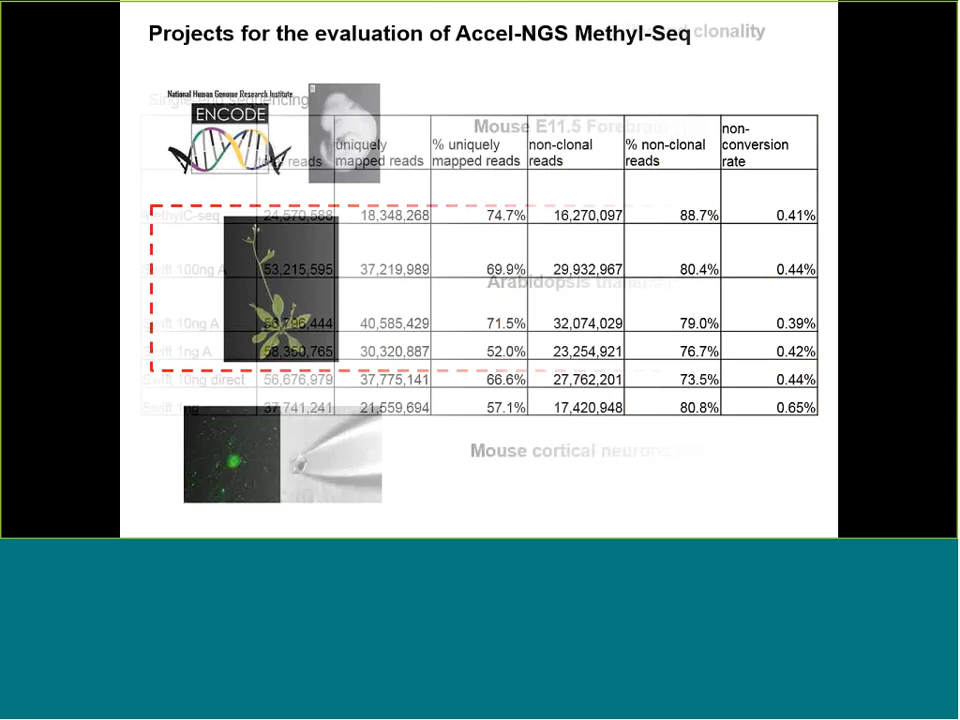 Projects for the evaluation of Accel-NGS Methyl-Seq clonality
Single end sequencing
National Human Genome Research Institute
ENCODE
Mouse E11.5 Forebrain
reads
uniquely mapped reads
% uniquely mapped reads
non-clonal reads
% non-clonal reads
non-conversion rate
MethylC-seq 24,570,588 18,348,268 74.7% 16,270,097 88.7% 0.41%
Swift 100ng A 53,215,595 37,219,989 69.9% 29,932,967 80.4% 0.44%
Arabidopsis thaliana
Swift 10ng A 56,796,444 40,585,429 71.5% 32,074,029 79.0% 0.39%
Swift 1ng A 58,350,765 30,320,887 52.0% 23,254,921 76.7% 0.42%
Swift 10ng direct 56,676,979 37,775,141 66.6% 27,762,201 73.5% 0.44%
Swift 1ng 37,741,241 21,559,694 57.1% 17,420,948 80.8% 0.65%
Mouse cortical neurons